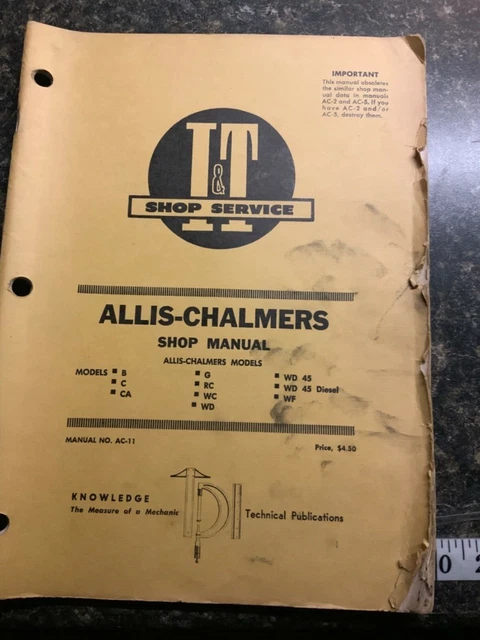 IMPORTANT
This manual obsoletes
the similar shop man-
ual data in manuals
AC-2 and AC-5. If you
have AC-2 and/or
AC-5, destroy them.
I&T
SHOP SERVICE
ALLIS-CHALMERS
SHOP MANUAL
ALLIS-CHALMERS MODELS
MODELS ■ B ■ G ■ WD 45
■ C ■ RC ■ WD 45 Diesel
■ CA ■ WC ■ WF
■ WD
MANUAL NO. AC-11 Price, $4.50
KNOWLEDGE
The Measure of a Mechanic
TPI
Technical Publications
0 2